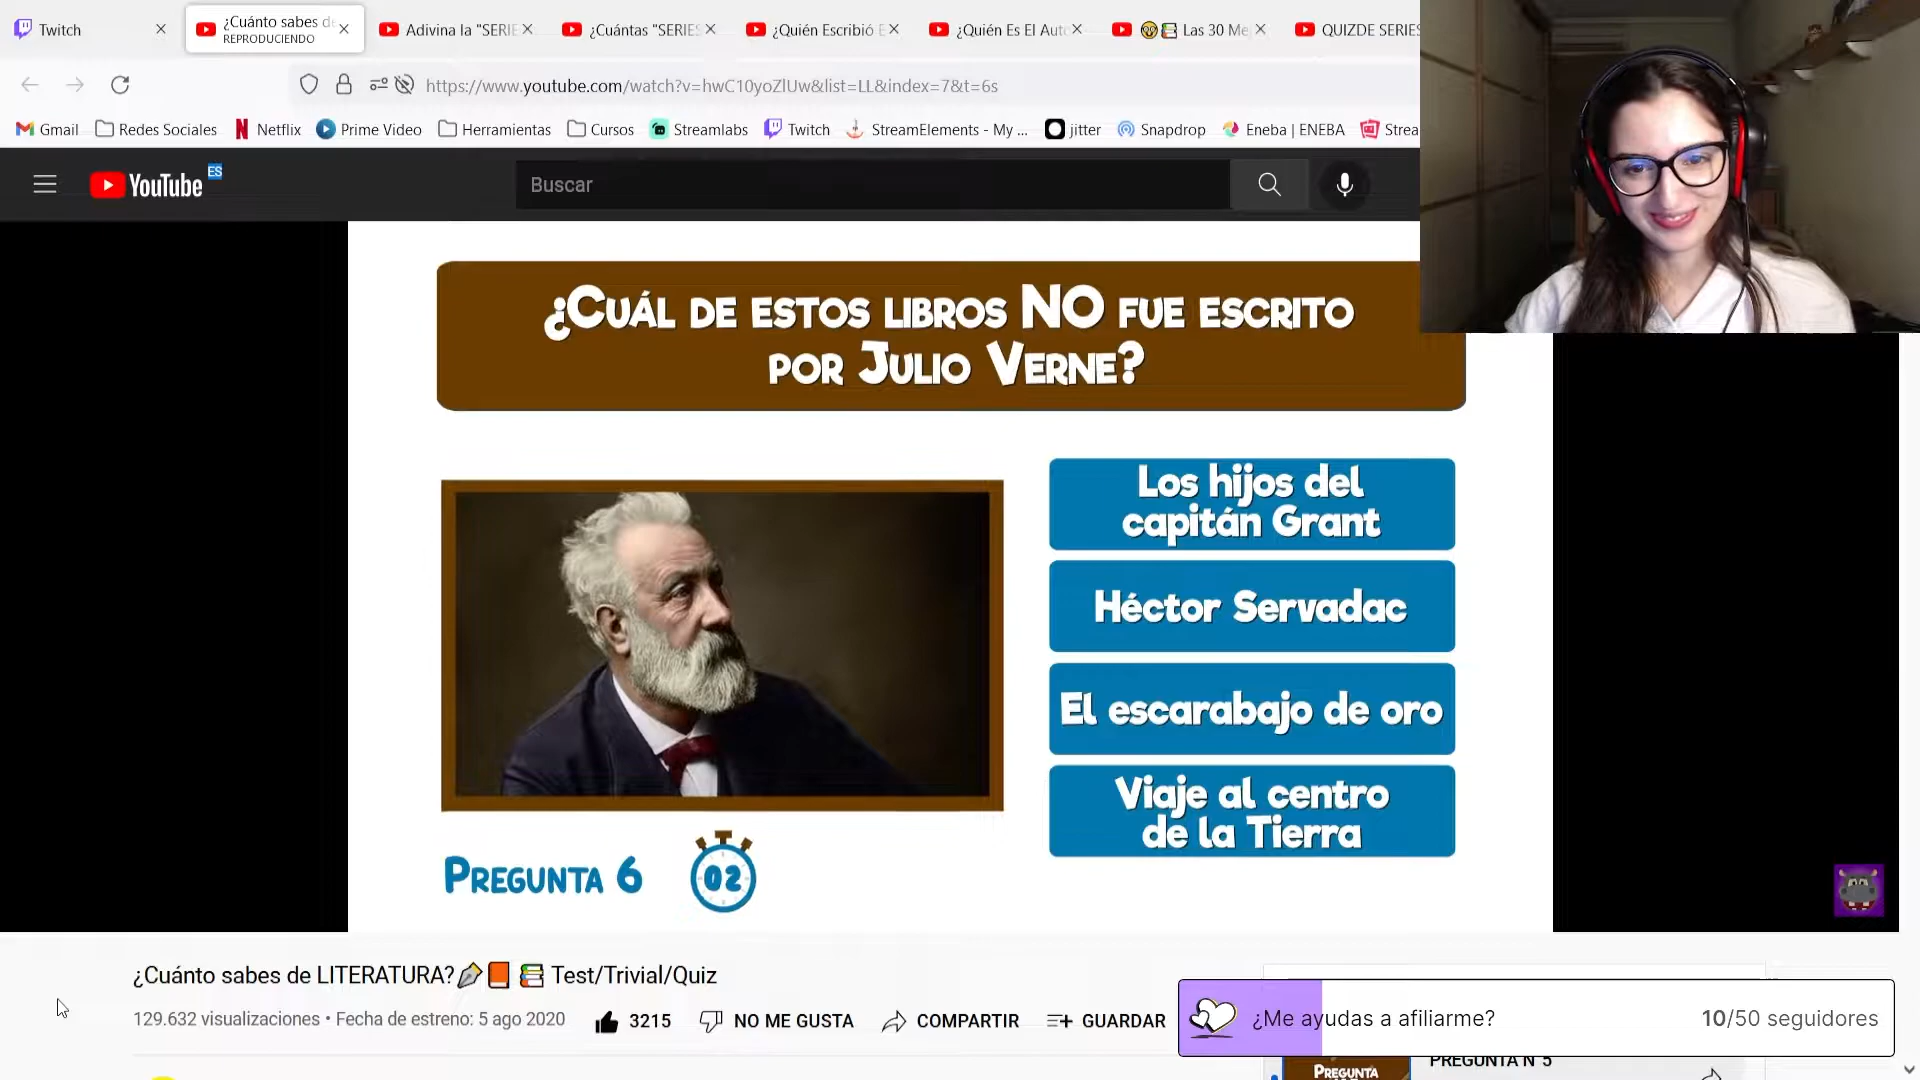 Twitch
¿Cuánto sabes de
REPRODUCIENDO
Adivina la "SERIE
¿Cuántas "SERIES
¿Quién Escribió E
¿Quién Es El Aut
Las 30 Me
QUIZDE SERIES
https://www.youtube.com/watch?v=hwC10yoZlUw&list=LL&index=7&t=6s
Gmail
Redes Sociales
Netflix
Prime Video
Herramientas
Cursos
Streamlabs
Twitch
StreamElements - My ...
jitter
Snapdrop
Eneba | ENEBA
Strea
YouTube ES
Buscar
¿Cuál de estos libros NO fue escrito
por Julio Verne?
Los hijos del
capitán Grant
Héctor Servadac
El escarabajo de oro
Viaje al centro
de la Tierra
Pregunta 6
02
¿Cuánto sabes de LITERATURA?🖋📕 📚 Test/Trivial/Quiz
129.632 visualizaciones • Fecha de estreno: 5 ago 2020
3215
NO ME GUSTA
COMPARTIR
GUARDAR
¿Me ayudas a afiliarme?
10/50 seguidores
PREGUNTA Nº5
Pregunta